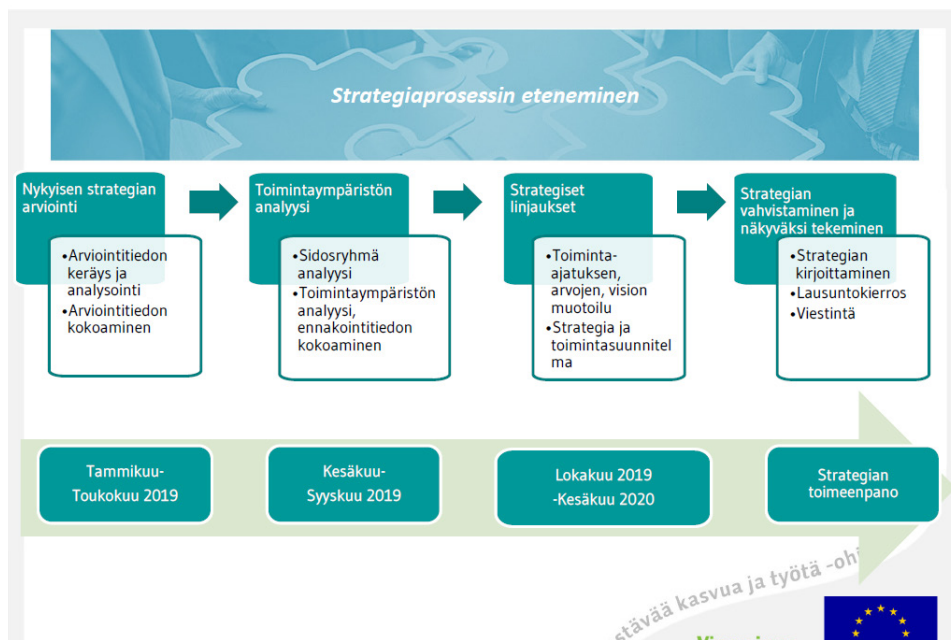 Strategiaprosessin eteneminen
Nykyisen strategian
arviointi
•Arviointitiedon
keräys ja
analysointi
•Arviointitiedon
kokoaminen
Toimintaympäristön
analyysi
•Sidosryhmä
analyysi
•Toimintaympäristön
analyysi,
ennakointitiedon
kokoaminen
Strategiset
linjaukset
•Toiminta-
ajatuksen,
arvojen, vision
muotoilu
•Strategia ja
toimintasuunnitel
ma
Strategian
vahvistaminen ja
näkyväksi tekeminen
•Strategian
kirjoittaminen
•Lausuntokierros
•Viestintä
Tammikuu-
Toukokuu 2019
Kesäkuu-
Syyskuu 2019
Lokakuu 2019
-Kesäkuu 2020
Strategian
toimeenpano
kasvua ja työtä